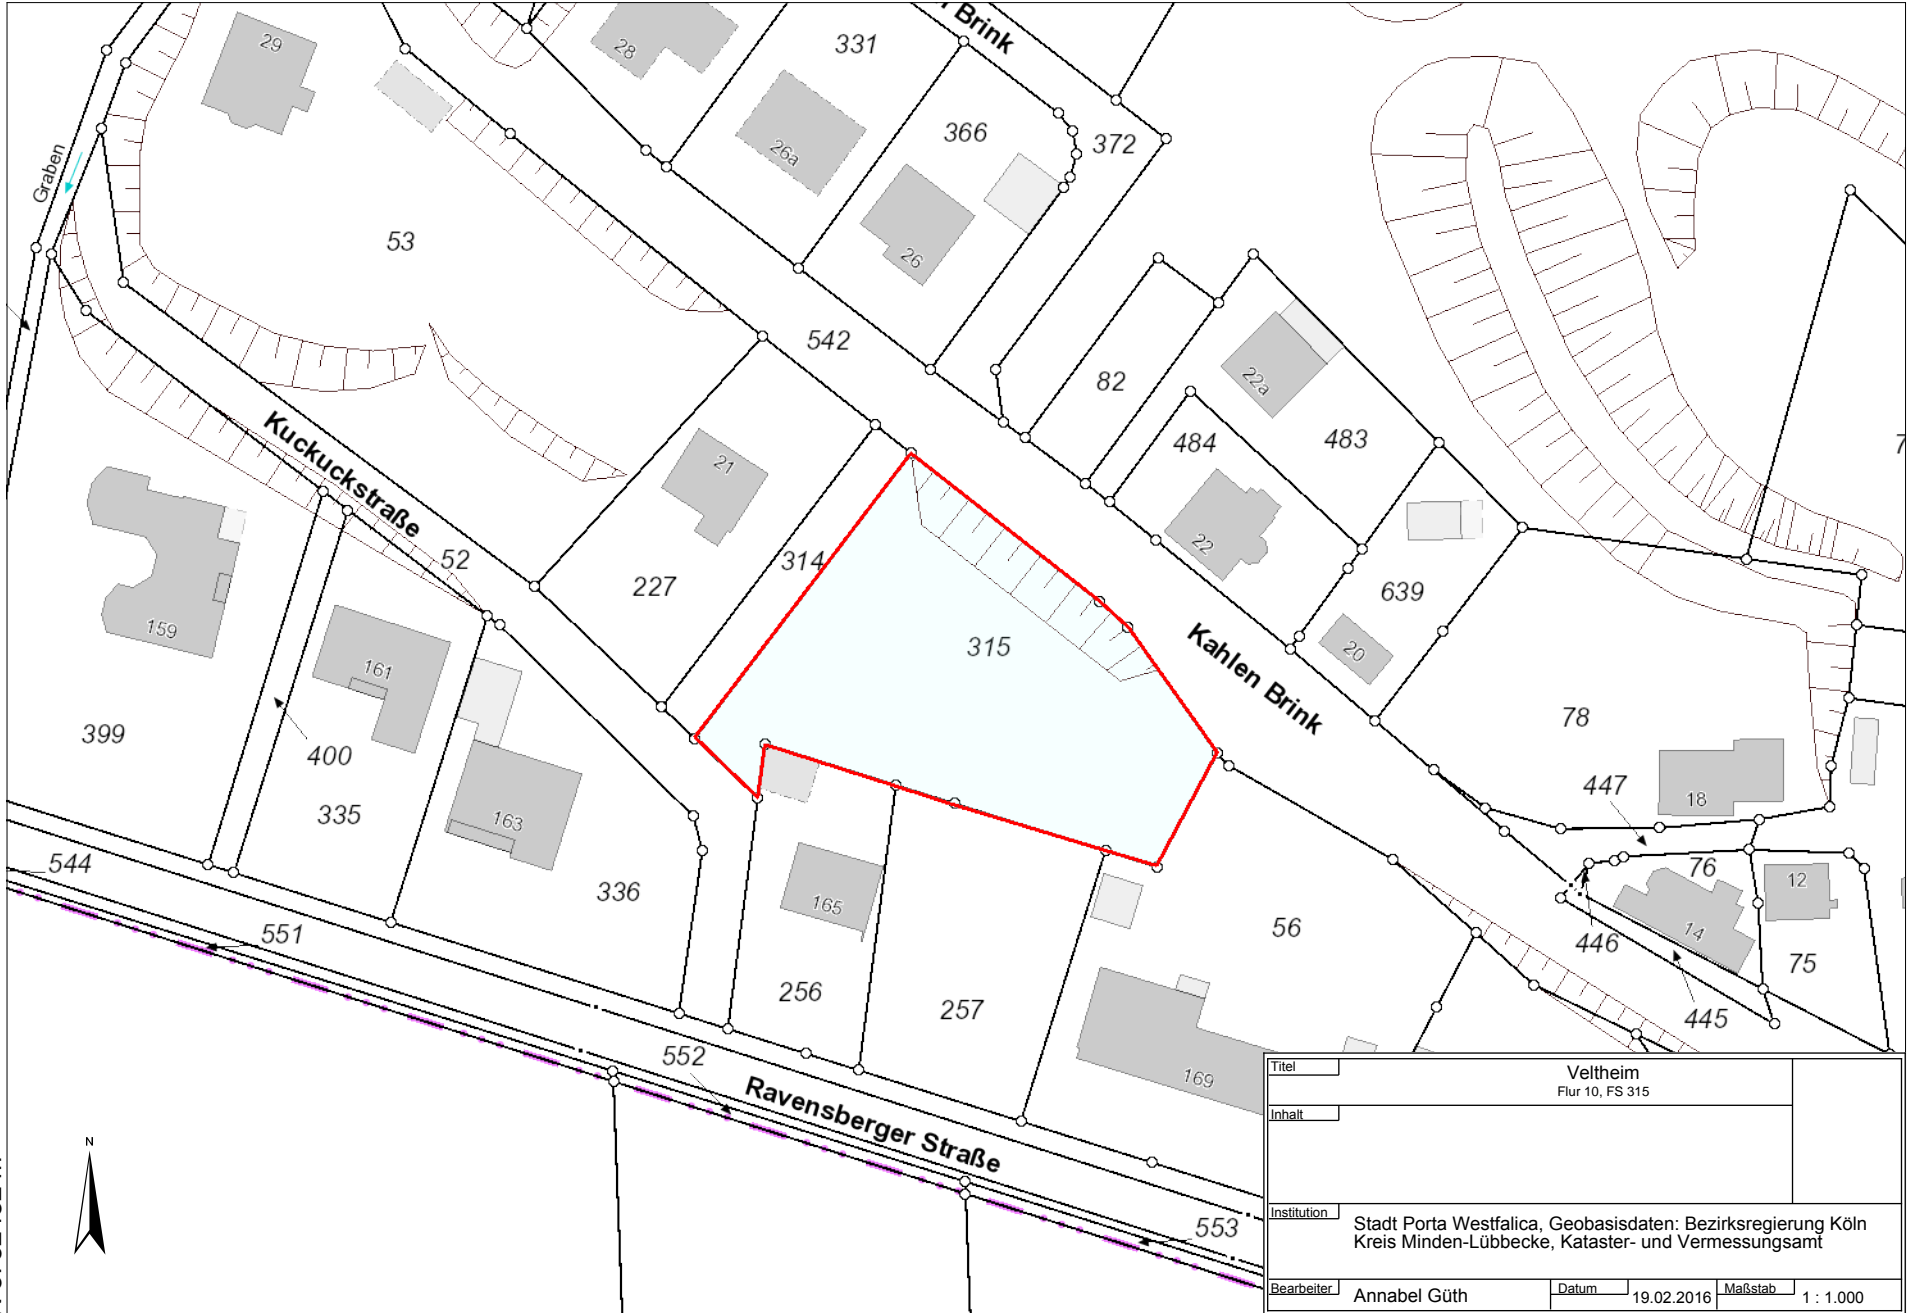 29
28
331
Brink
26a
366
372
Graben
53
26
542
82
22a
483
484
Kuckuckstraße
21
22
52
314
227
639
315
159
161
20
Kahlen Brink
399
400
78
335
163
447
18
544
76
12
336
165
56
14
551
446
75
256
257
445
552
169
Ravensberger Straße
553
N
Titel
Veltheim
Flur 10, FS 315
Inhalt
Institution
Stadt Porta Westfalica, Geobasisdaten: Bezirksregierung Köln
Kreis Minden-Lübbecke, Kataster- und Vermessungsamt
Bearbeiter
Annabel Güth
Datum
19.02.2016
Maßstab
1 : 1.000